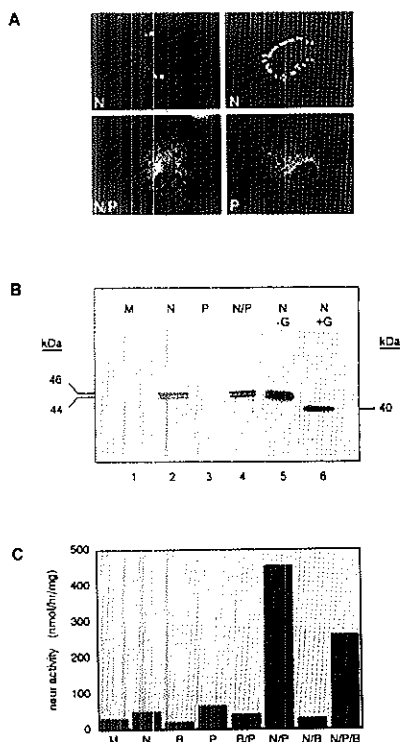 A
N
N
N/P
P
B
M N P N/P N N
-G +G
kDa
kDa
46
44
40
1 2 3 4 5 6
C
500
400
300
200
100
0
neur activity (nmol/hr/mg)
M N B P B/P N/P N/B N/P/B